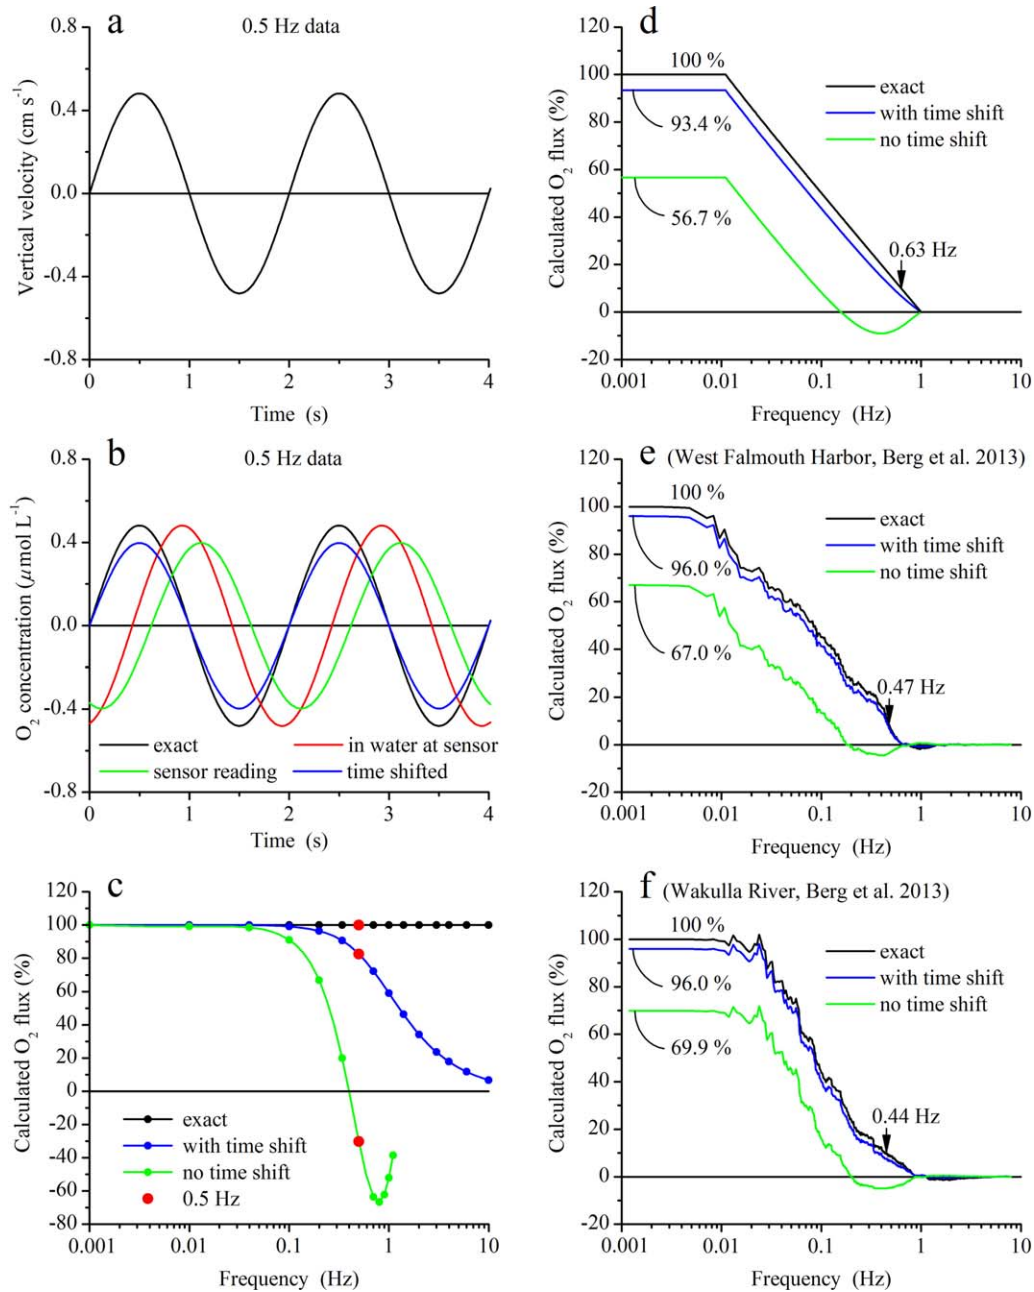 a
0.5 Hz data
0.8
0.4
0.0
-0.4
-0.8
Vertical velocity (cm s-1)
0 1 2 3 4
Time (s)
b
0.5 Hz data
0.8
0.4
0.0
-0.4
-0.8
O2 concentration (μmol L-1)
exact
in water at sensor
sensor reading
time shifted
0 1 2 3 4
Time (s)
c
120
100
80
60
40
20
0
-20
-40
-60
-80
Calculated O2 flux (%)
exact
with time shift
no time shift
0.5 Hz
0.001 0.01 0.1 1 10
Frequency (Hz)
d
120
100
80
60
40
20
0
-20
Calculated O2 flux (%)
100 %
93.4 %
56.7 %
exact
with time shift
no time shift
0.63 Hz
0.001 0.01 0.1 1 10
Frequency (Hz)
e (West Falmouth Harbor, Berg et al. 2013)
120
100
80
60
40
20
0
-20
Calculated O2 flux (%)
100 %
96.0 %
67.0 %
exact
with time shift
no time shift
0.47 Hz
0.001 0.01 0.1 1 10
Frequency (Hz)
f (Wakulla River, Berg et al. 2013)
120
100
80
60
40
20
0
-20
Calculated O2 flux (%)
100 %
96.0 %
69.9 %
exact
with time shift
no time shift
0.44 Hz
0.001 0.01 0.1 1 10
Frequency (Hz)